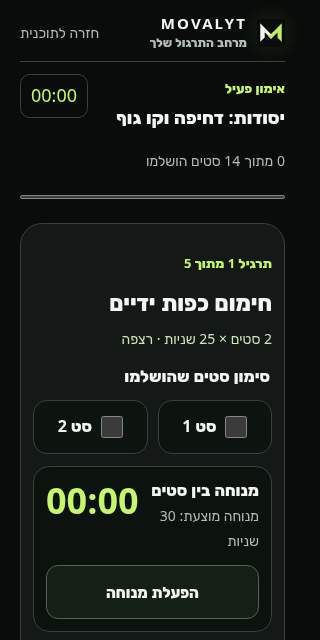 MOVALYT
מרחב התרגול שלך
חזרה לתוכנית
אימון פעיל
יסודות: דחיפה וקו גוף
00:00
0 מתוך 14 סטים הושלמו
תרגיל 1 מתוך 5
חימום כפות ידיים
2 סטים × 25 שניות · רצפה
סימון סטים שהושלמו
סט 1
סט 2
מנוחה בין סטים
מנוחה מוצעת: 30
שניות
00:00
הפעלת מנוחה